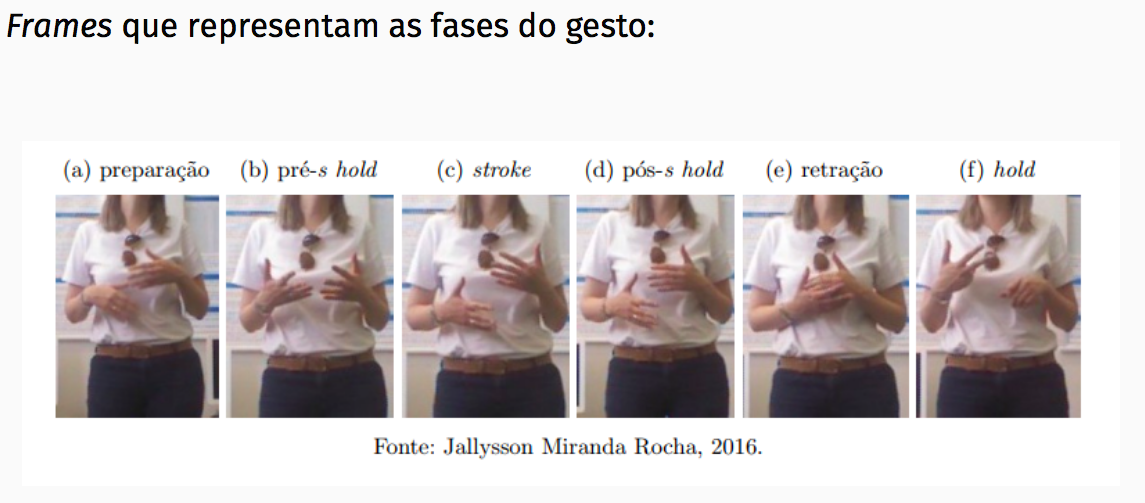 Frames que representam as fases do gesto:
(a) preparação (b) pré-s hold (c) stroke (d) pós-s hold (e) retração (f) hold
Fonte: Jallysson Miranda Rocha, 2016.